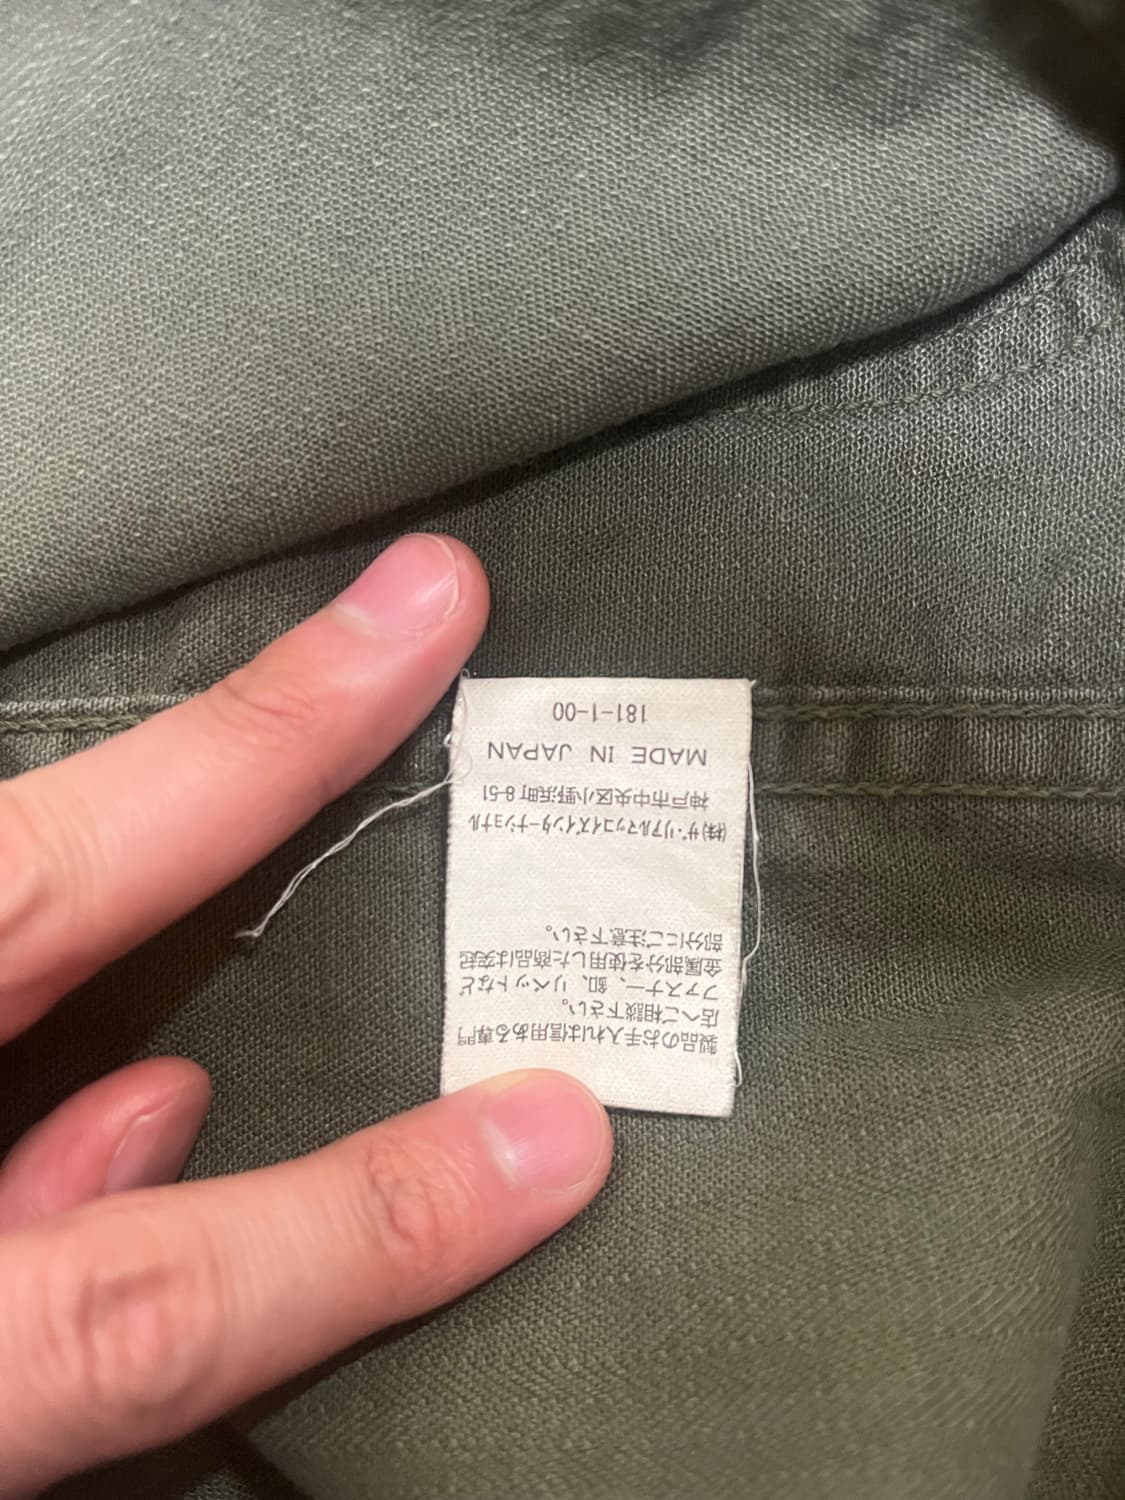 製品のお手入れは信用ある専門
店へご相談下さい。
ファスナー、釦、リベットなど
金属部分を使用した商品は突起
部分にご注意下さい。
(株)ザ・リアルマッコイズインターナショナル
神戸市中央区小野浜町8-51
MADE IN JAPAN
181-1-00